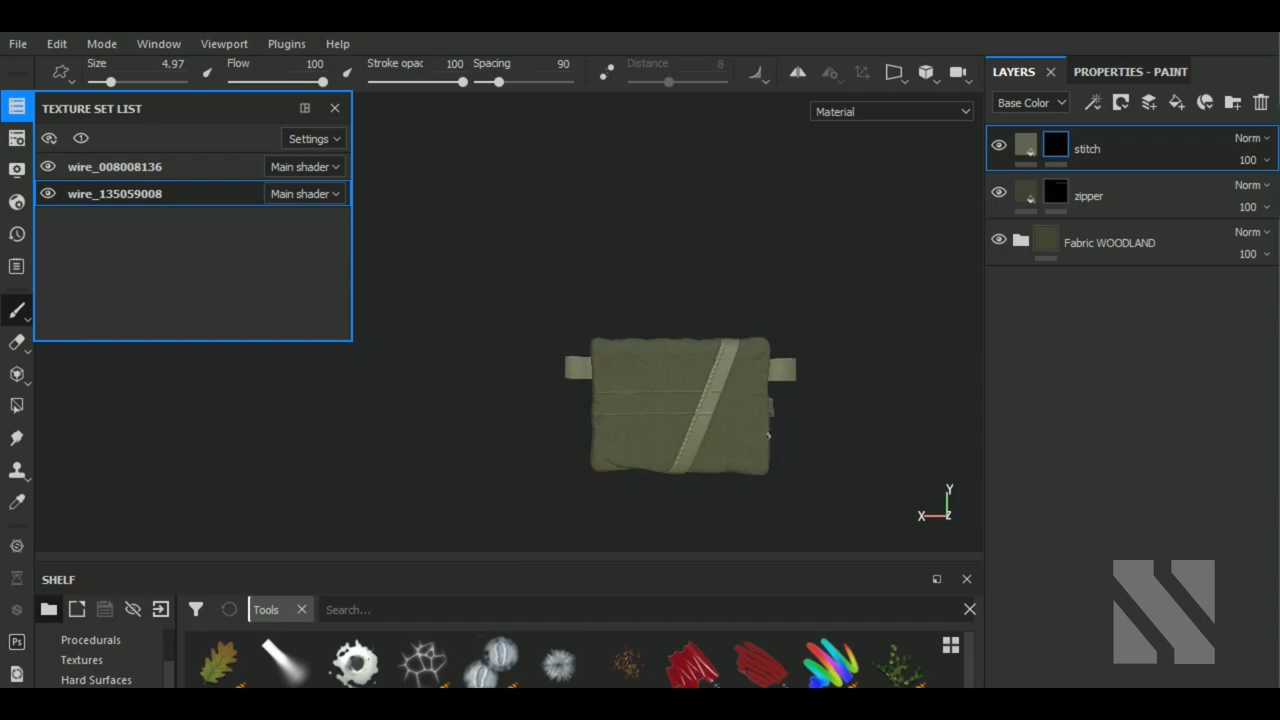 File Edit Mode Window Viewport Plugins Help
Size 4.97 Flow 100 Stroke opac 100 Spacing 90 Distance 8
LAYERS PROPERTIES - PAINT
TEXTURE SET LIST
Base Color
Material
Settings
wire_008008136 Main shader
wire_135059008 Main shader
stitch Norm 100
zipper Norm 100
Fabric WOODLAND Norm 100
Y
X Z
SHELF
Tools Search...
Procedurals
Textures
Hard Surfaces
Ps